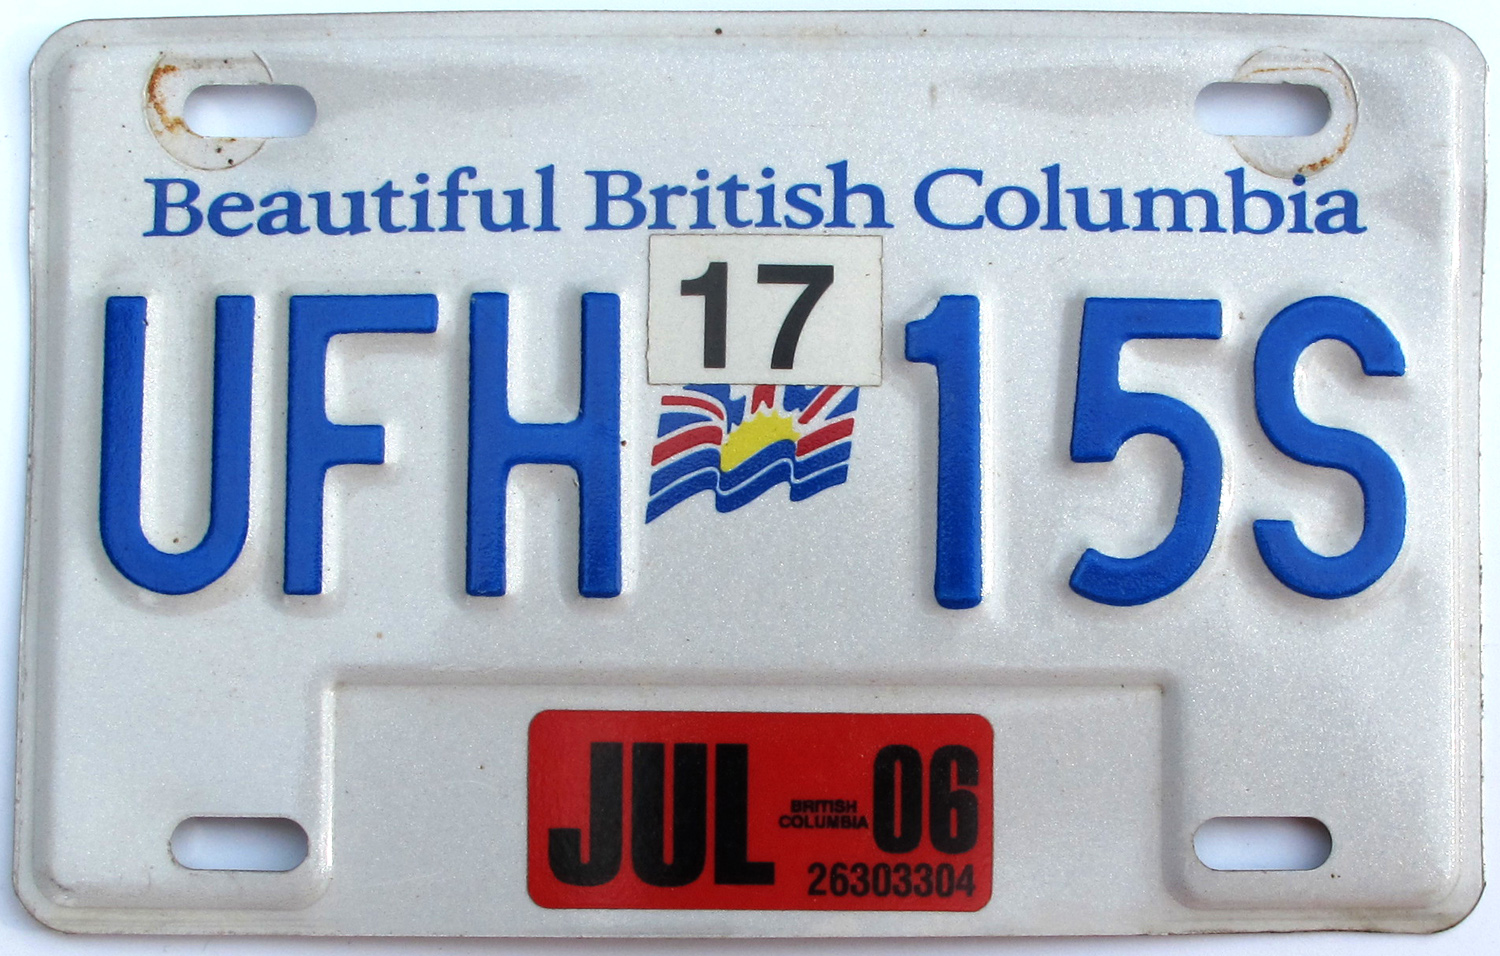 Beautiful British Columbia
17
UFH 15S
JUL BRITISH COLUMBIA 06
26303304